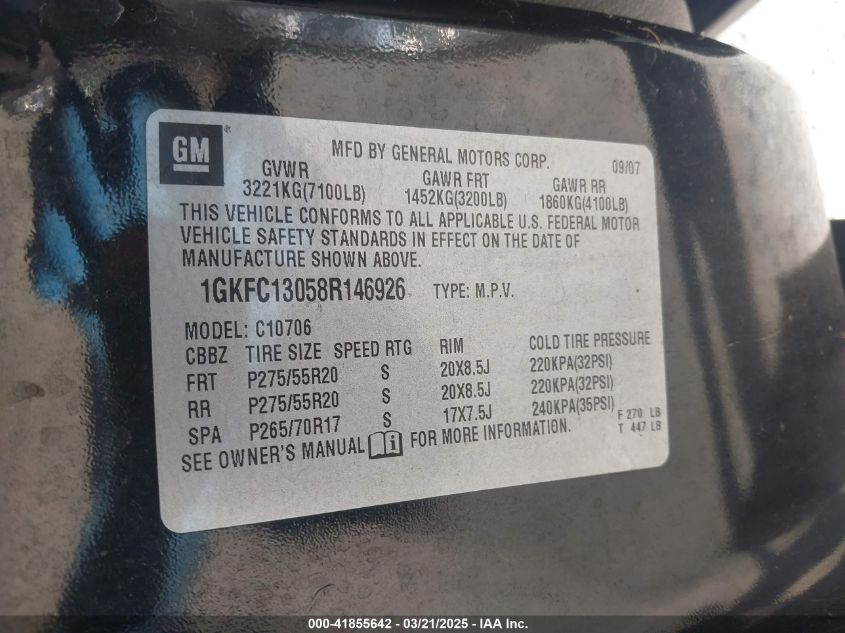 GM ®
MFD BY GENERAL MOTORS CORP. 09/07
GVWR GAWR FRT GAWR RR
3221KG(7100LB) 1452KG(3200LB) 1860KG(4100LB)
THIS VEHICLE CONFORMS TO ALL APPLICABLE U.S. FEDERAL MOTOR
VEHICLE SAFETY STANDARDS IN EFFECT ON THE DATE OF
MANUFACTURE SHOWN ABOVE.
1GKFC13058R146926 TYPE: M.P.V.
MODEL: C10706
CBBZ TIRE SIZE SPEED RTG RIM COLD TIRE PRESSURE
FRT P275/55R20 S 20X8.5J 220KPA(32PSI)
RR P275/55R20 S 20X8.5J 220KPA(32PSI)
SPA P265/70R17 S 17X7.5J 240KPA(35PSI) F 270 LB
T 447 LB
SEE OWNER'S MANUAL i FOR MORE INFORMATION.
000-41855642 - 03/21/2025 - IAA Inc.